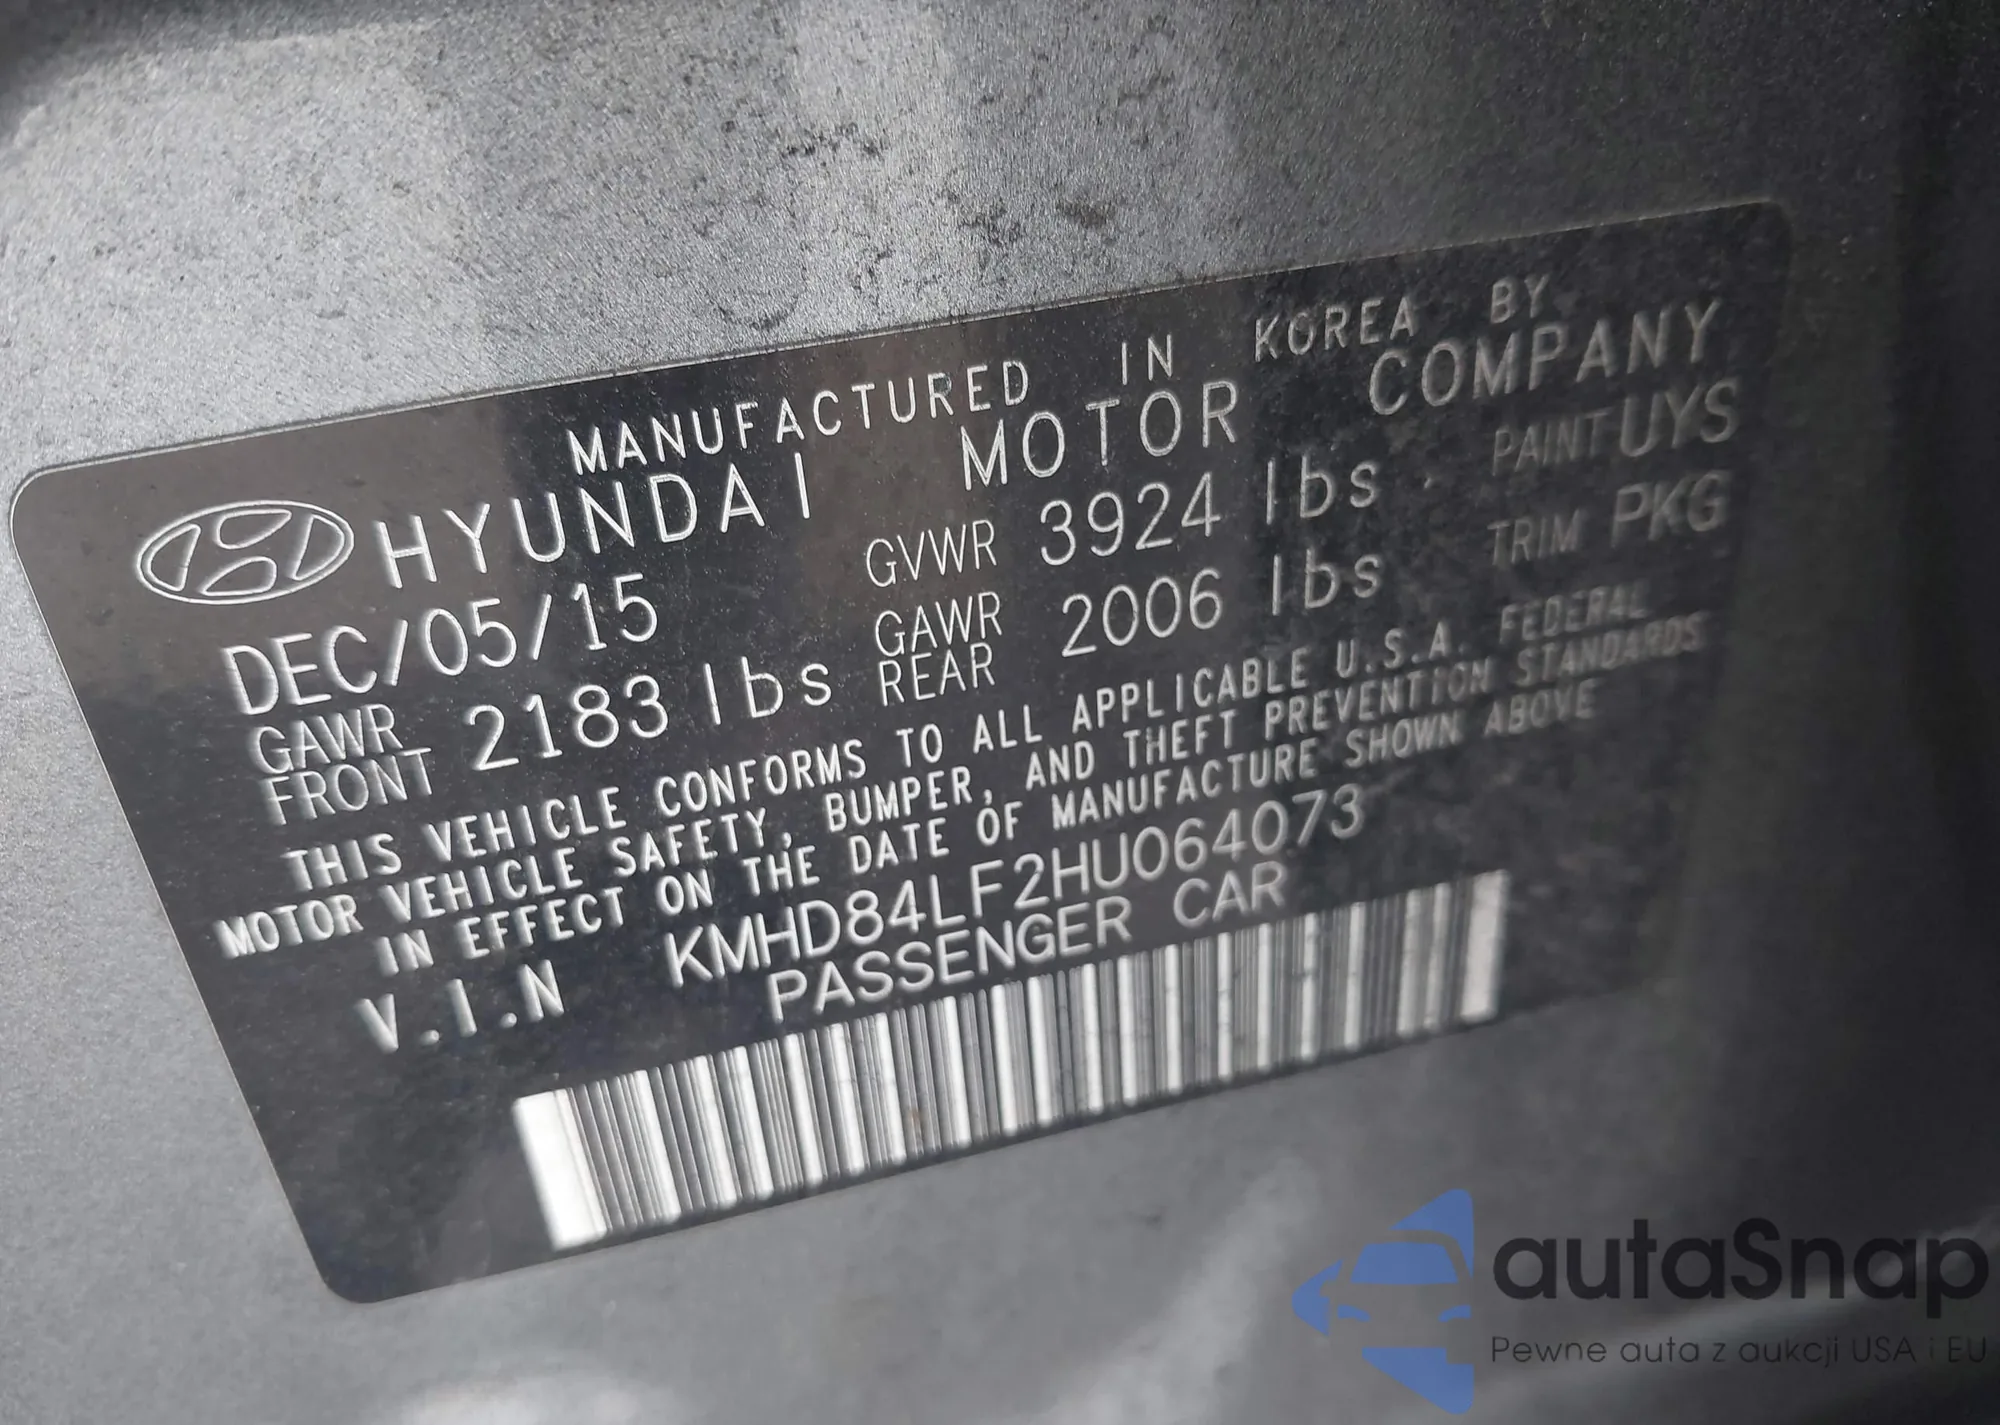 MANUFACTURED IN KOREA BY
HYUNDAI MOTOR COMPANY
DEC/05/15 GVWR 3924 lbs PAINT UYS
GAWR FRONT 2183 lbs GAWR REAR 2006 lbs TRIM PKG
THIS VEHICLE CONFORMS TO ALL APPLICABLE U.S.A. FEDERAL
MOTOR VEHICLE SAFETY, BUMPER, AND THEFT PREVENTION STANDARDS
IN EFFECT ON THE DATE OF MANUFACTURE SHOWN ABOVE
V.I.N KMHD84LF2HU064073
PASSENGER CAR
autaSnap
Pewne auta z aukcji USA i EU